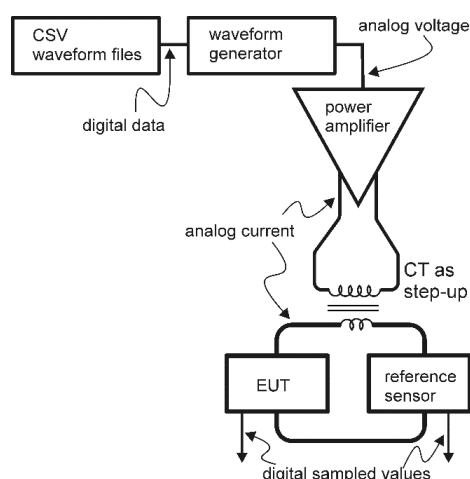 CSV
waveform files
waveform
generator
analog voltage
digital data
power
amplifier
analog current
CT as
step-up
EUT
reference
sensor
digital sampled values